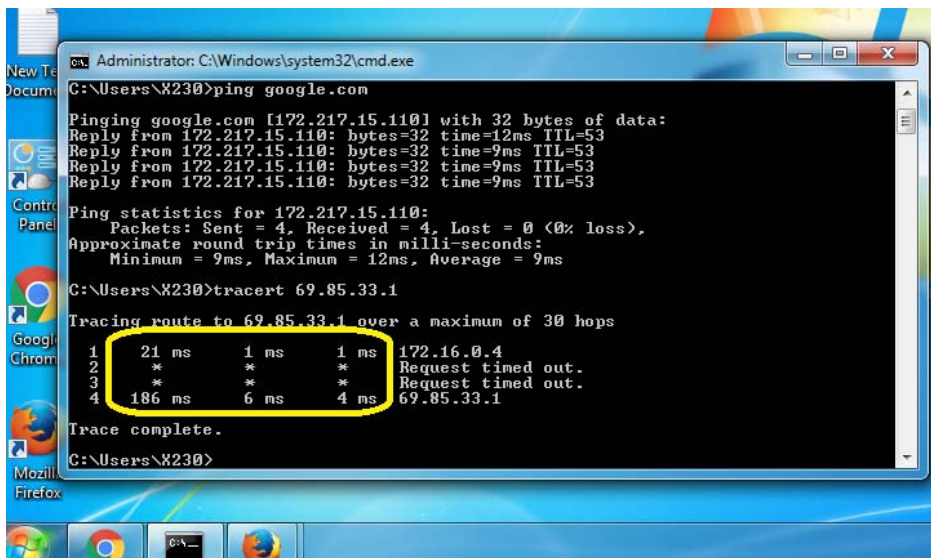 New Te
Docume
Administrator: C:\Windows\system32\cmd.exe
C:\Users\X230>ping google.com
Pinging google.com [172.217.15.110] with 32 bytes of data:
Reply from 172.217.15.110: bytes=32 time=12ms TTL=53
Reply from 172.217.15.110: bytes=32 time=9ms TTL=53
Reply from 172.217.15.110: bytes=32 time=9ms TTL=53
Reply from 172.217.15.110: bytes=32 time=9ms TTL=53
Ping statistics for 172.217.15.110:
Packets: Sent = 4, Received = 4, Lost = 0 (0% loss),
Approximate round trip times in milli-seconds:
Minimum = 9ms, Maximum = 12ms, Average = 9ms
C:\Users\X230>tracert 69.85.33.1
Tracing route to 69.85.33.1 over a maximum of 30 hops
1 21 ms 1 ms 1 ms 172.16.0.4
2 * * * Request timed out.
3 * * * Request timed out.
4 186 ms 6 ms 4 ms 69.85.33.1
Trace complete.
C:\Users\X230>
Contro
Panel
Googl
Chrom
Mozill
Firefox
C:\_